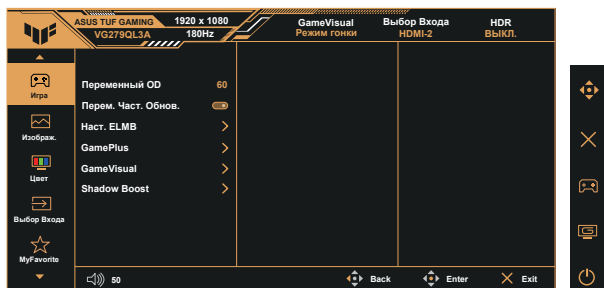 ASUS TUF GAMING 1920 x 1080
VG279QL3A 180Hz
GameVisual Выбор Входа HDR
Режим гонки HDMI-2 ВЫКЛ.
Игра
Изображ.
Цвет
Выбор Входа
MyFavorite
Переменный OD 60
Перем. Част. Обнов.
Наст. ELMB
GamePlus
GameVisual
Shadow Boost
50 Back Enter Exit